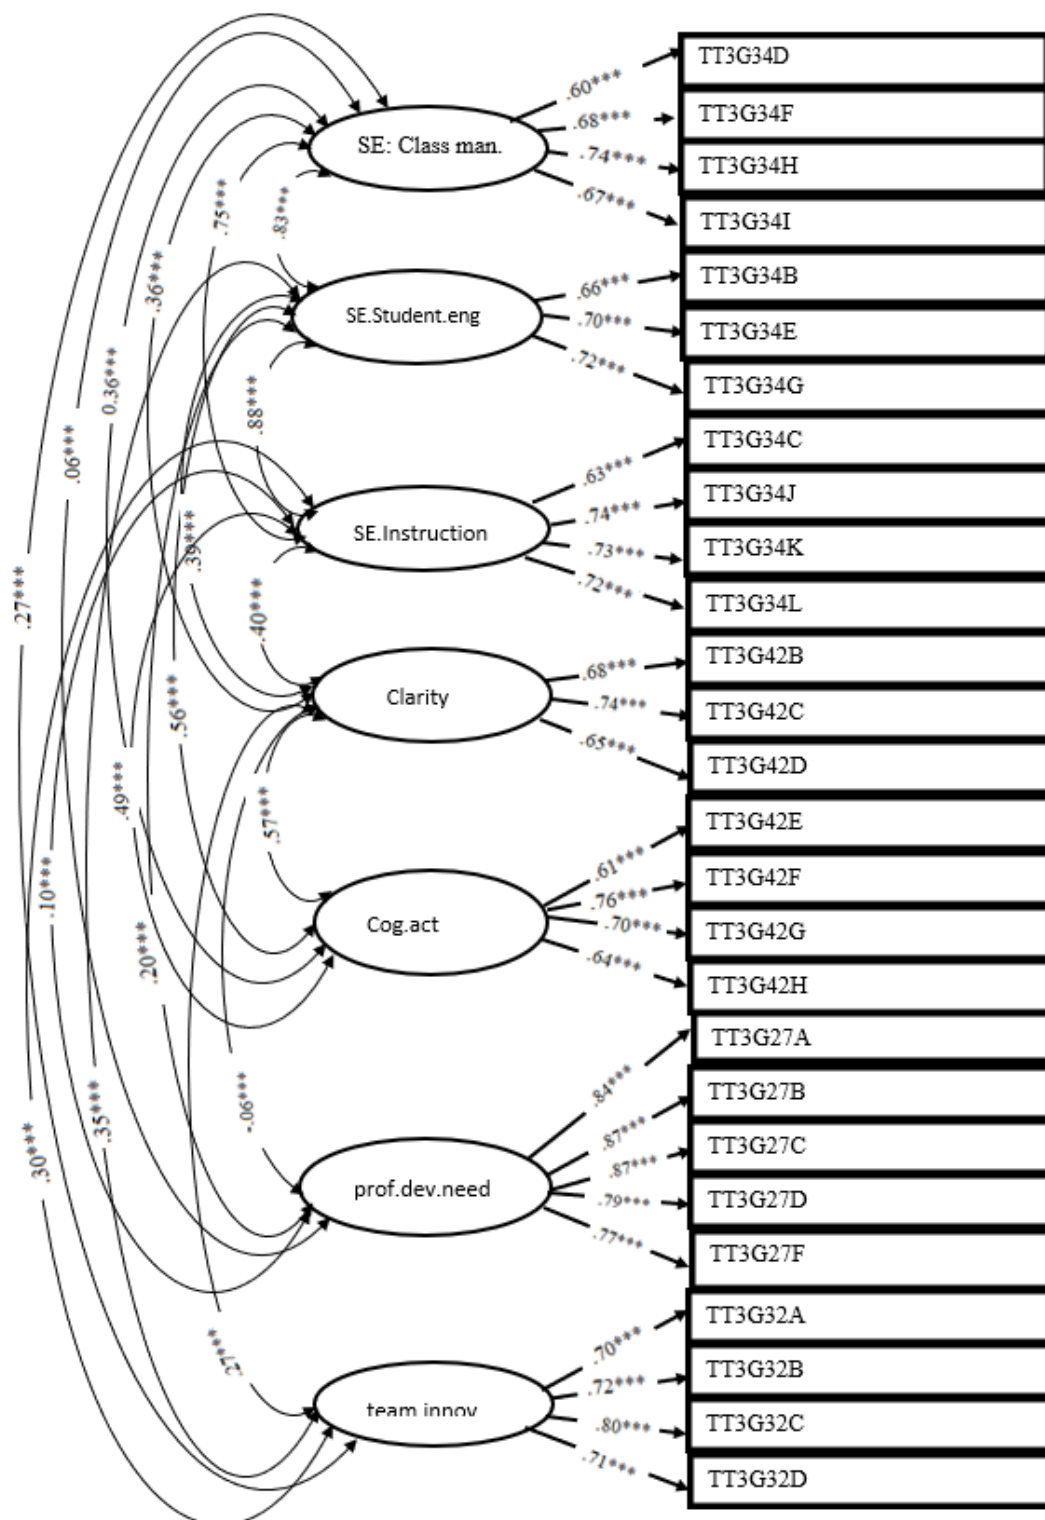 TT3G34D
.60***
TT3G34F
.68***
SE: Class man.
.74***
TT3G34H
.67***
TT3G34I
.75***
.83***
TT3G34B
.66***
.36***
SE.Student.eng
.70***
TT3G34E
.72***
TT3G34G
0.36***
.88***
TT3G34C
.06***
.63***
TT3G34J
.74***
SE.Instruction
.73***
TT3G34K
.39***
.72***
TT3G34L
.27***
.40***
TT3G42B
.68***
Clarity
.74***
TT3G42C
.56***
.65***
TT3G42D
.49***
.57***
TT3G42E
.61***
TT3G42F
.10***
.76***
Cog.act
.70***
TT3G42G
.20***
.64***
TT3G42H
TT3G27A
.84***
TT3G27B
-.06***
.35***
.87***
TT3G27C
.30***
.87***
prof.dev.need
.79***
TT3G27D
.77***
TT3G27F
TT3G32A
.27***
.70***
TT3G32B
.72***
team innov
.80***
TT3G32C
.71***
TT3G32D